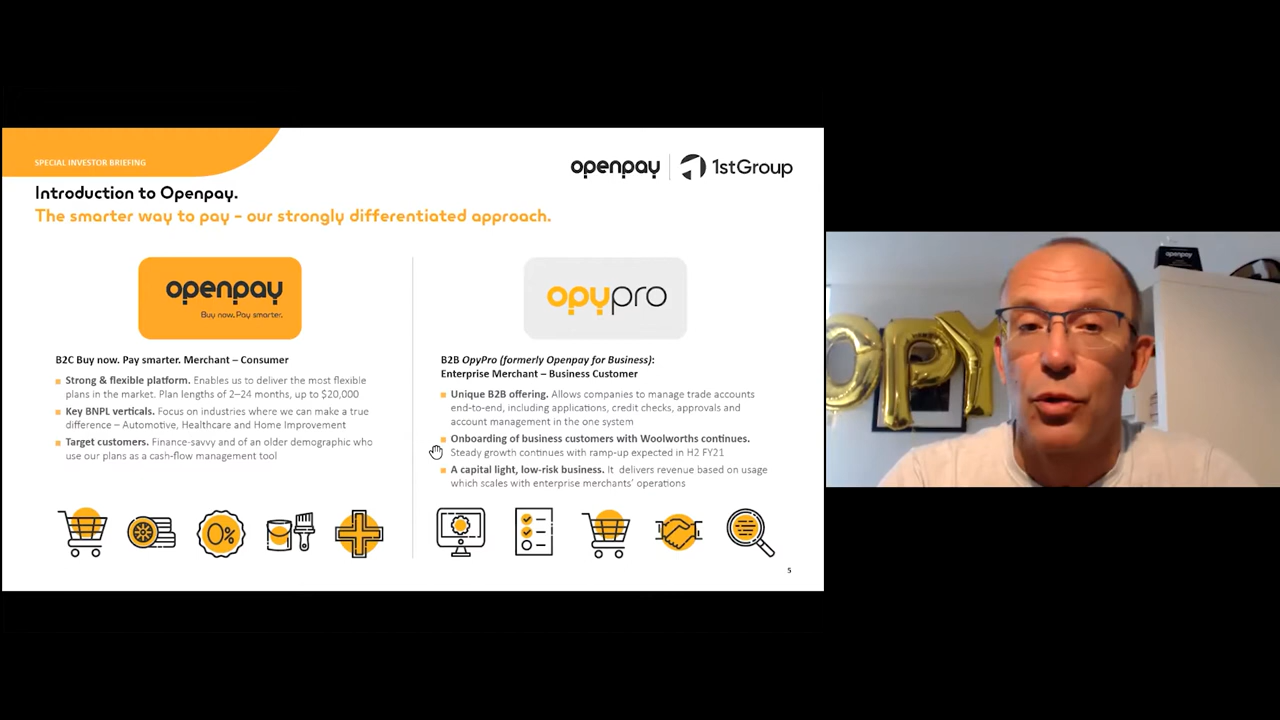 SPECIAL INVESTOR BRIEFING
openpay
1stGroup
Introduction to Openpay.
The smarter way to pay – our strongly differentiated approach.
openpay
Buy now. Pay smarter.
B2C Buy now. Pay smarter. Merchant – Consumer
Strong & flexible platform. Enables us to deliver the most flexible
plans in the market. Plan lengths of 2–24 months, up to $20,000
Key BNPL verticals. Focus on industries where we can make a true
difference – Automotive, Healthcare and Home Improvement
Target customers. Finance-savvy and of an older demographic who
use our plans as a cash-flow management tool
0%
opypro
B2B OpyPro (formerly Openpay for Business):
Enterprise Merchant – Business Customer
Unique B2B offering. Allows companies to manage trade accounts
end-to-end, including applications, credit checks, approvals and
account management in the one system
Onboarding of business customers with Woolworths continues.
Steady growth continues with ramp-up expected in H2 FY21
A capital light, low-risk business. It delivers revenue based on usage
which scales with enterprise merchants' operations
5
OPY
openpay